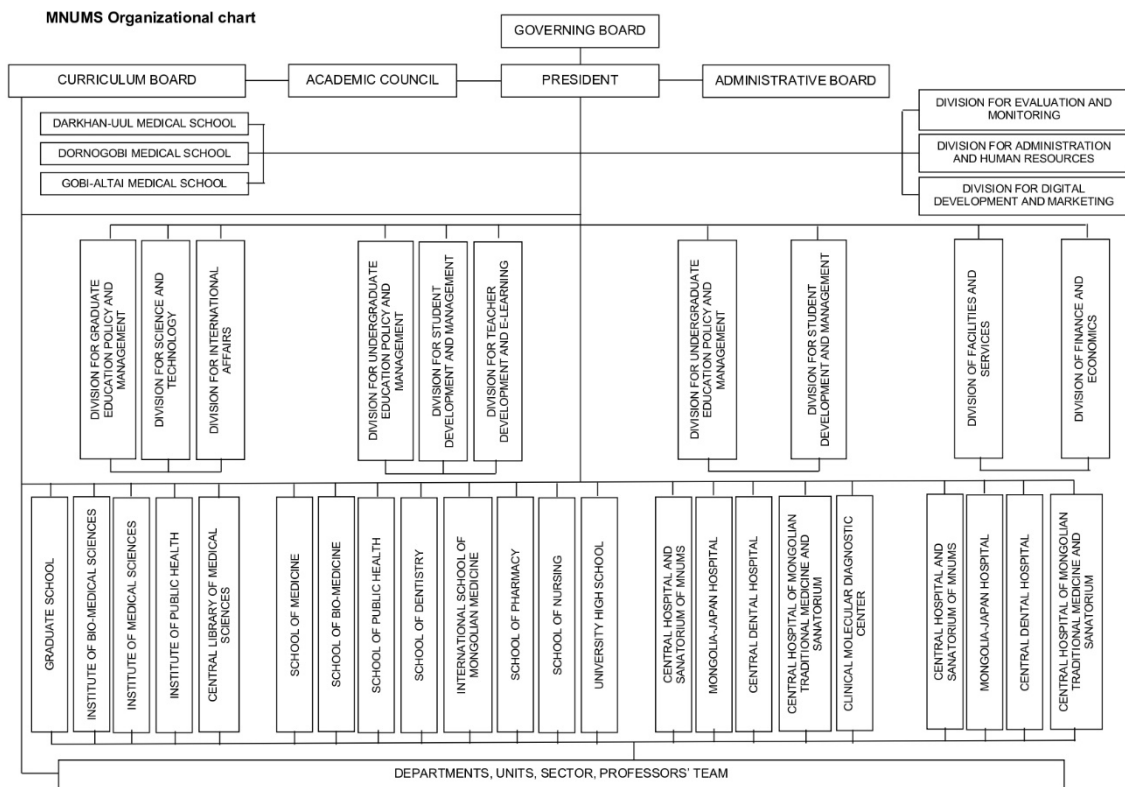 MNUMS Organizational chart
GOVERNING BOARD
CURRICULUM BOARD
ACADEMIC COUNCIL
PRESIDENT
ADMINISTRATIVE BOARD
DARKHAN-UUL MEDICAL SCHOOL
DORNOGOBI MEDICAL SCHOOL
GOBI-ALTAI MEDICAL SCHOOL
DIVISION FOR EVALUATION AND
MONITORING
DIVISION FOR ADMINISTRATION
AND HUMAN RESOURCES
DIVISION FOR DIGITAL
DEVELOPMENT AND MARKETING
DIVISION FOR GRADUATE
EDUCATION POLICY AND
MANAGEMENT
DIVISION FOR SCIENCE AND
TECHNOLOGY
DIVISION FOR INTERNATIONAL
AFFAIRS
DIVISION FOR UNDERGRADUATE
EDUCATION POLICY AND
MANAGEMENT
DIVISION FOR STUDENT
DEVELOPMENT AND MANAGEMENT
DIVISION FOR TEACHER
DEVELOPMENT AND E-LEARNING
DIVISION FOR UNDERGRADUATE
EDUCATION POLICY AND
MANAGEMENT
DIVISION FOR STUDENT
DEVELOPMENT AND MANAGEMENT
DIVISION OF FACILITIES AND
SERVICES
DIVISION OF FINANCE AND
ECONOMICS
GRADUATE SCHOOL
INSTITUTE OF BIO-MEDICAL SCIENCES
INSTITUTE OF MEDICAL SCIENCES
INSTITUTE OF PUBLIC HEALTH
CENTRAL LIBRARY OF MEDICAL
SCIENCES
SCHOOL OF MEDICINE
SCHOOL OF BIO-MEDICINE
SCHOOL OF PUBLIC HEALTH
SCHOOL OF DENTISTRY
INTERNATIONAL SCHOOL OF
MONGOLIAN MEDICINE
SCHOOL OF PHARMACY
SCHOOL OF NURSING
UNIVERSITY HIGH SCHOOL
CENTRAL HOSPITAL AND
SANATORIUM OF MNUMS
MONGOLIA-JAPAN HOSPITAL
CENTRAL DENTAL HOSPITAL
CENTRAL HOSPITAL OF MONGOLIAN
TRADITIONAL MEDICINE AND
SANATORIUM
CLINICAL MOLECULAR DIAGNOSTIC
CENTER
CENTRAL HOSPITAL AND
SANATORIUM OF MNUMS
MONGOLIA-JAPAN HOSPITAL
CENTRAL DENTAL HOSPITAL
CENTRAL HOSPITAL OF MONGOLIAN
TRADITIONAL MEDICINE AND
SANATORIUM
DEPARTMENTS, UNITS, SECTOR, PROFESSORS' TEAM